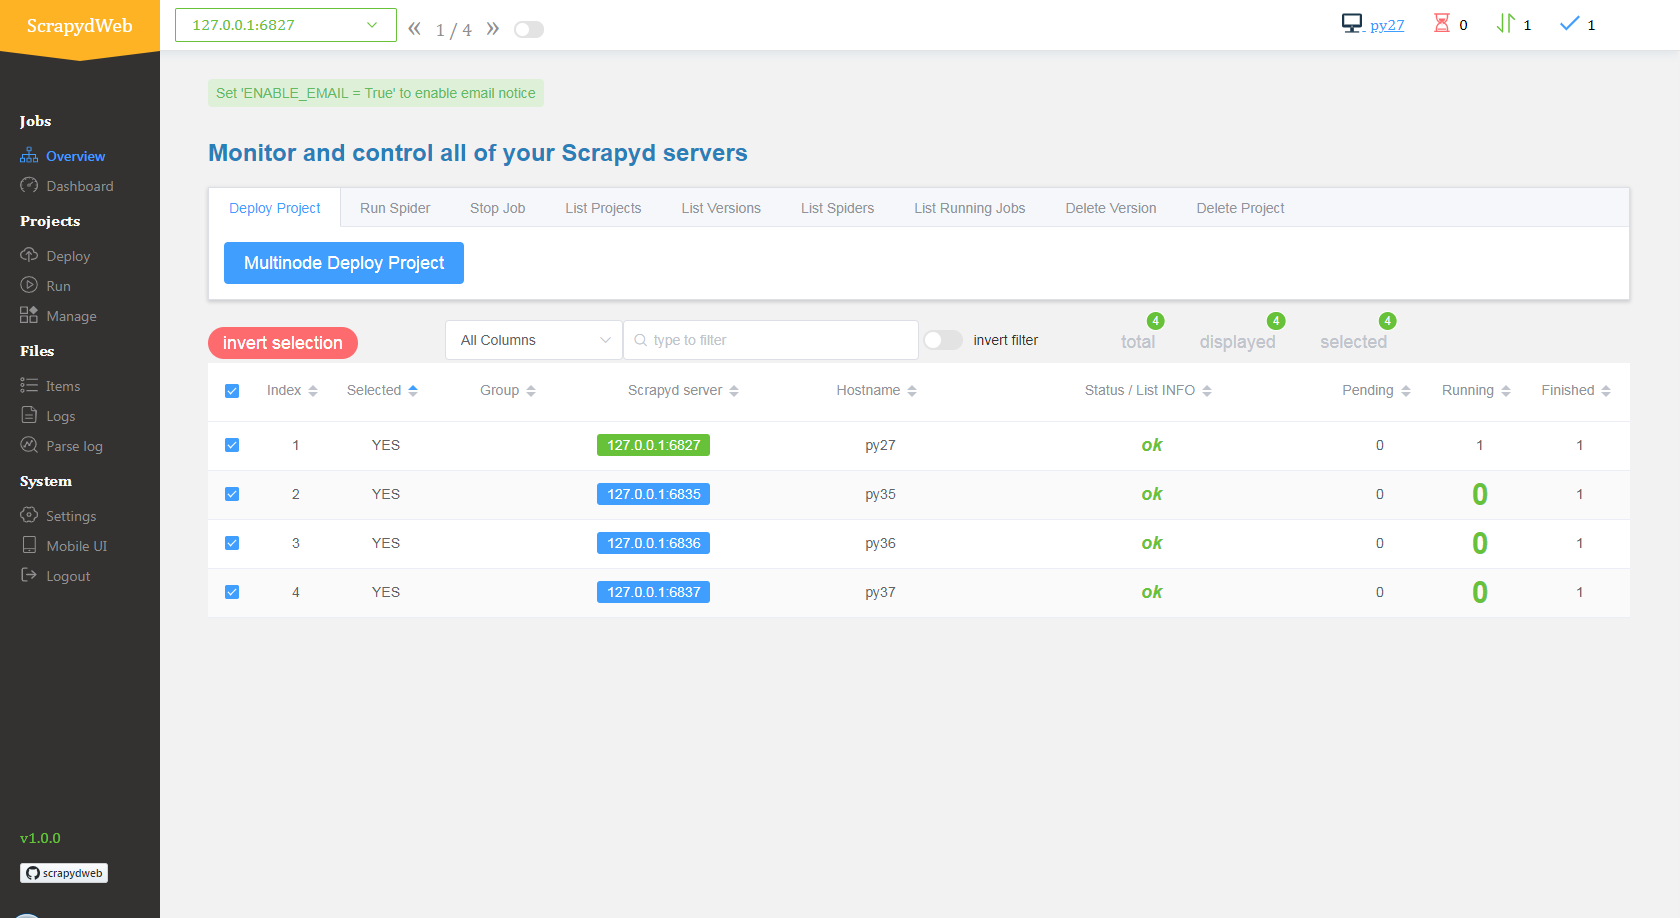 ScrapydWeb
127.0.0.1:6827
« 1 / 4 »
py27 0 1 1
Set 'ENABLE_EMAIL = True' to enable email notice
Monitor and control all of your Scrapyd servers
Jobs
Overview
Dashboard
Projects
Deploy
Run
Manage
Files
Items
Logs
Parse log
System
Settings
Mobile UI
Logout
v1.0.0
scrapydweb
Deploy Project Run Spider Stop Job List Projects List Versions List Spiders List Running Jobs Delete Version Delete Project
Multinode Deploy Project
invert selection All Columns type to filter invert filter total 4 displayed 4 selected 4
Index Selected Group Scrapyd server Hostname Status / List INFO Pending Running Finished
1 YES 127.0.0.1:6827 py27 ok 0 1 1
2 YES 127.0.0.1:6835 py35 ok 0 0 1
3 YES 127.0.0.1:6836 py36 ok 0 0 1
4 YES 127.0.0.1:6837 py37 ok 0 0 1